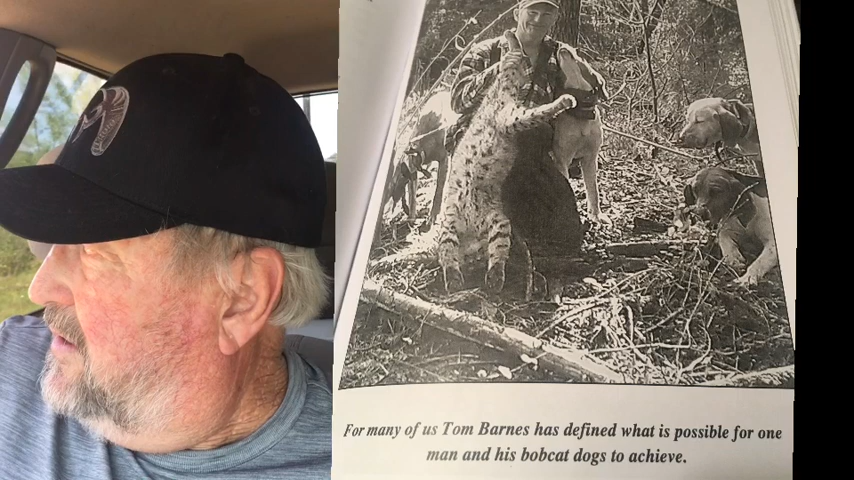 For many of us Tom Barnes has defined what is possible for one
man and his bobcat dogs to achieve.